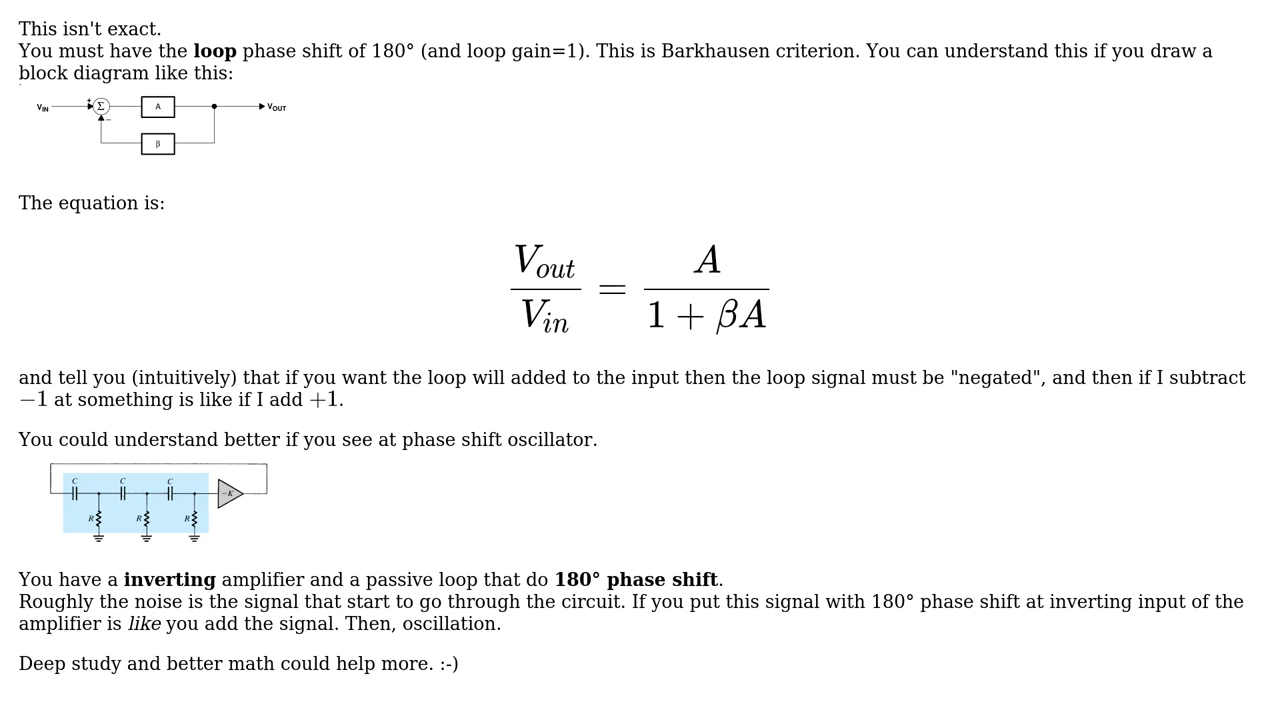 This isn't exact.
You must have the loop phase shift of 180° (and loop gain=1). This is Barkhausen criterion. You can understand this if you draw a
block diagram like this:
VIN + Σ A VOUT
−
β
The equation is:
V_out / V_in = A / 1 + βA
and tell you (intuitively) that if you want the loop will added to the input then the loop signal must be "negated", and then if I subtract
−1 at something is like if I add +1.
You could understand better if you see at phase shift oscillator.
C C C
−K
R R R
You have a inverting amplifier and a passive loop that do 180° phase shift.
Roughly the noise is the signal that start to go through the circuit. If you put this signal with 180° phase shift at inverting input of the
amplifier is like you add the signal. Then, oscillation.
Deep study and better math could help more. :-)